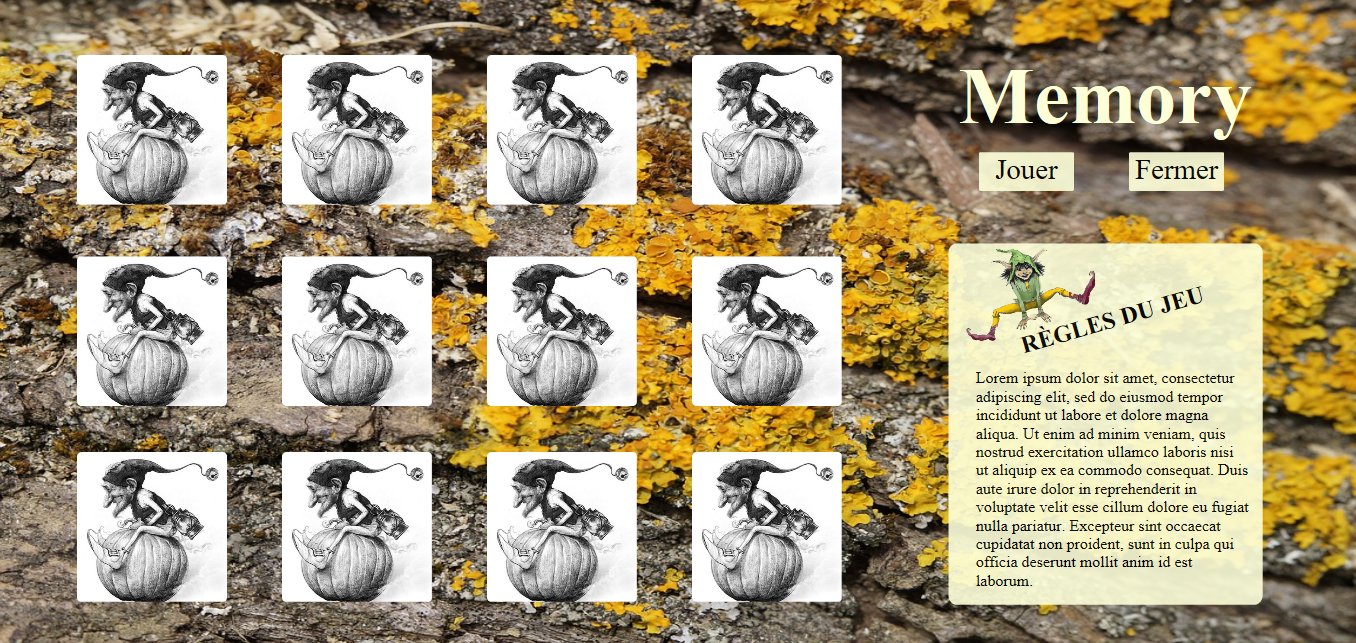 Memory
Jouer
Fermer
RÈGLES DU JEU
Lorem ipsum dolor sit amet, consectetur
adipiscing elit, sed do eiusmod tempor
incididunt ut labore et dolore magna
aliqua. Ut enim ad minim veniam, quis
nostrud exercitation ullamco laboris nisi
ut aliquip ex ea commodo consequat. Duis
aute irure dolor in reprehenderit in
voluptate velit esse cillum dolore eu fugiat
nulla pariatur. Excepteur sint occaecat
cupidatat non proident, sunt in culpa qui
officia deserunt mollit anim id est
laborum.